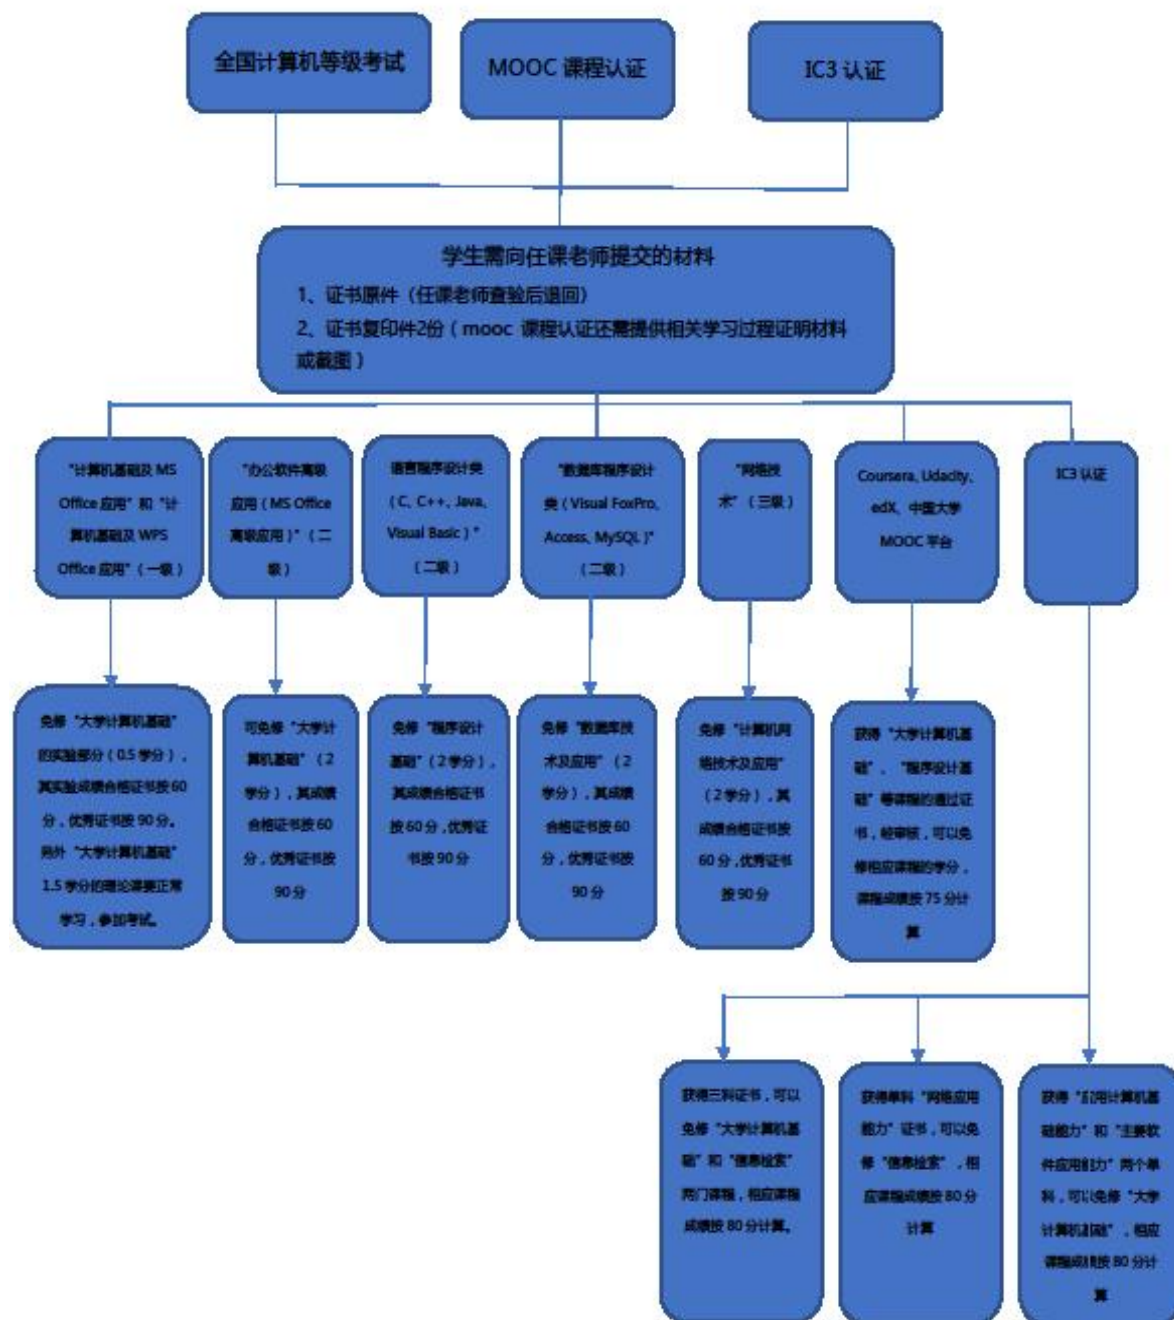 全国计算机等级考试
MOOC 课程认证
IC3 认证
学生需向任课老师提交的材料
1、证书原件（任课老师查验后退回）
2、证书复印件2份（mooc 课程认证还需提供相关学习过程证明材料
或截图）
“计算机基础及 MS
Office 应用”和“计
算机基础及 WPS
Office 应用”（一级）
“办公软件高级
应用（MS Office
高级应用）”（二
级）
语言程序设计类
（C、C++、Java、
Visual Basic）”
（二级）
“数据库程序设计
类（Visual FoxPro、
Access、MySQL）”
（二级）
“网络技
术”（三级）
Coursera、Udacity、
edX、中国大学
MOOC 平台
IC3 认证
免修“大学计算机基础”
的实验部分（0.5 学分），
其实验成绩合格证书按 60
分，优秀证书按 90 分。
另外“大学计算机基础”
1.5 学分的理论课要正常
学习，参加考试。
可免修“大学计
算机基础”（2
学分），其成绩
合格证书按 60
分，优秀证书按
90 分
免修“程序设计
基础”（2 学分），
其成绩合格证书
按 60 分，优秀证
书按 90 分
免修“数据库技
术及应用”（2
学分），其成绩
合格证书按 60
分，优秀证书按
90 分
免修“计算机网
络技术及应用”
（2 学分），其
成绩合格证书按
60 分，优秀证书
按 90 分
获得“大学计算机基
础”、“程序设计基
础”等课程的通过证
书，经审核，可以免
修相应课程的学分，
课程成绩按 75 分计
算
获得三科证书，可以
免修“大学计算机基
础”和“信息检索”
两门课程，相应课程
成绩按 80 分计算。
获得单科“网络应用
能力”证书，可以免
修“信息检索”，相
应课程成绩按 80 分
计算
获得“应用计算机基
础能力”和“主要软
件应用能力”两个单
科，可以免修“大学
计算机基础”，相应
课程成绩按 80 分计
算